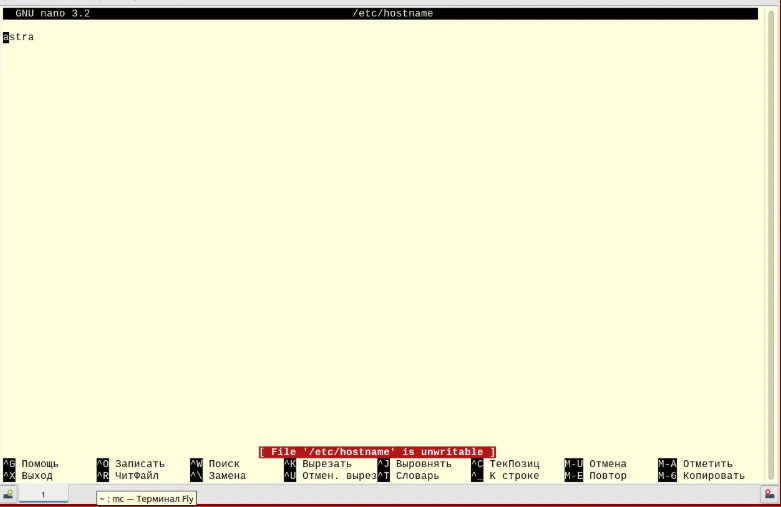 GNU nano 3.2 /etc/hostname
astra
[ File '/etc/hostname' is unwritable ]
^G Помощь ^O Записать ^W Поиск ^K Вырезать ^J Выровнять ^C ТекПозиц M-U Отмена M-A Отметить
^X Выход ^R ЧитФайл ^\ Замена ^U Отмен. вырез ^T Словарь ^_ К строке M-E Повтор M-6 Копировать
1
~ : mc — Терминал Fly